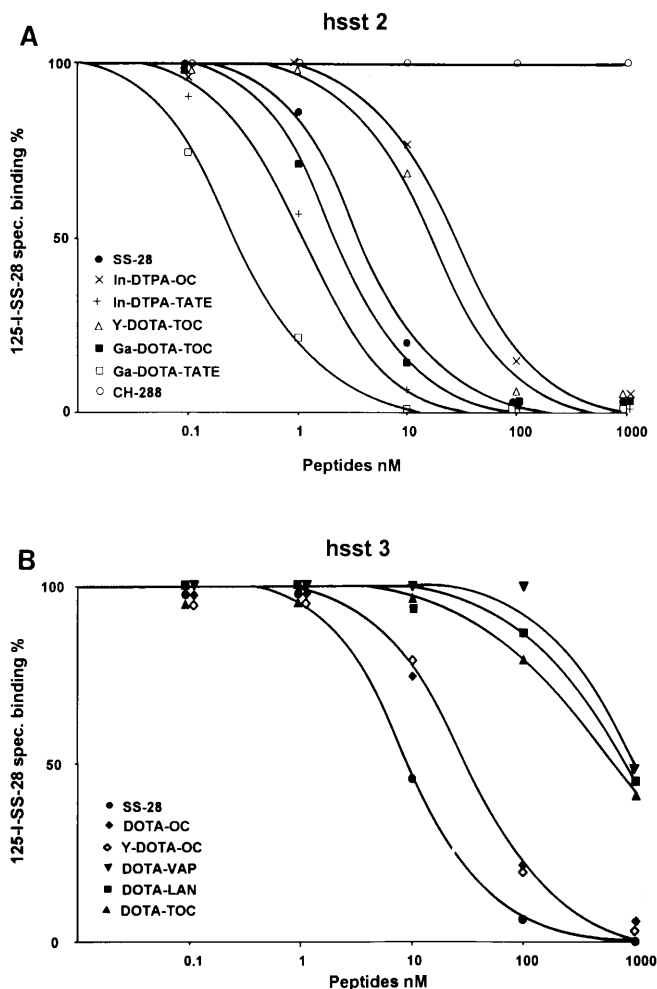 A
hsst 2
125-I-SS-28 spec. binding %
100
50
0
SS-28
In-DTPA-OC
In-DTPA-TATE
Y-DOTA-TOC
Ga-DOTA-TOC
Ga-DOTA-TATE
CH-288
0.1
1
10
100
1000
Peptides nM
B
hsst 3
125-I-SS-28 spec. binding %
100
50
0
SS-28
DOTA-OC
Y-DOTA-OC
DOTA-VAP
DOTA-LAN
DOTA-TOC
0.1
1
10
100
1000
Peptides nM